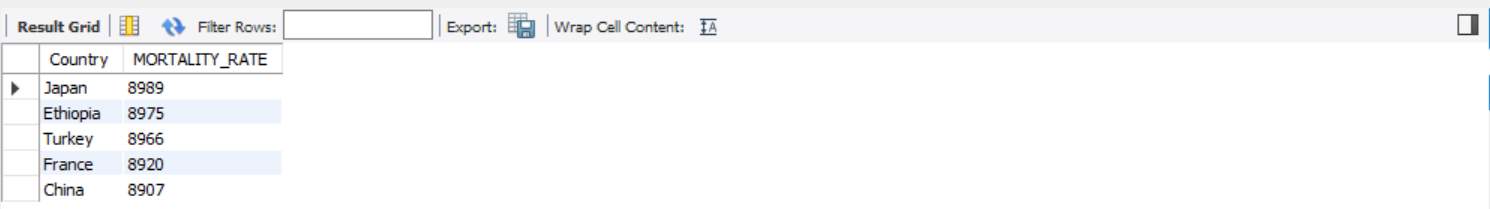 Result Grid Filter Rows: Export: Wrap Cell Content: IA
Country MORTALITY_RATE
Japan 8989
Ethiopia 8975
Turkey 8966
France 8920
China 8907